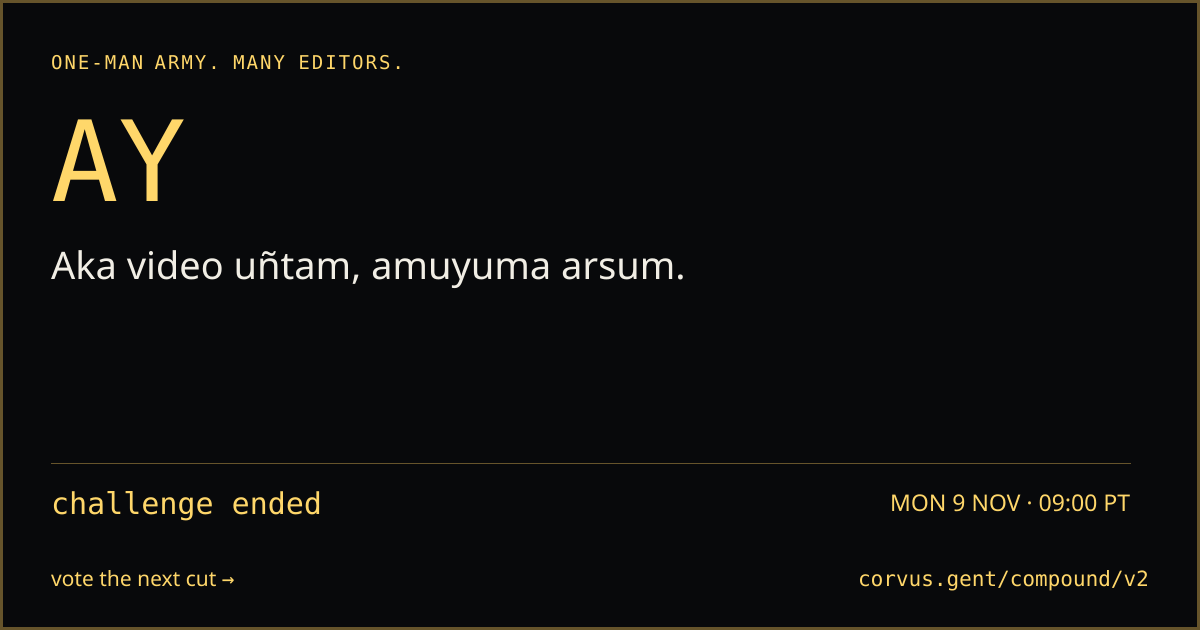 ONE-MAN ARMY. MANY EDITORS.
AY
Aka video uñtam, amuyuma arsum.
challenge ended
MON 9 NOV · 09:00 PT
vote the next cut →
corvus.gent/compound/v2